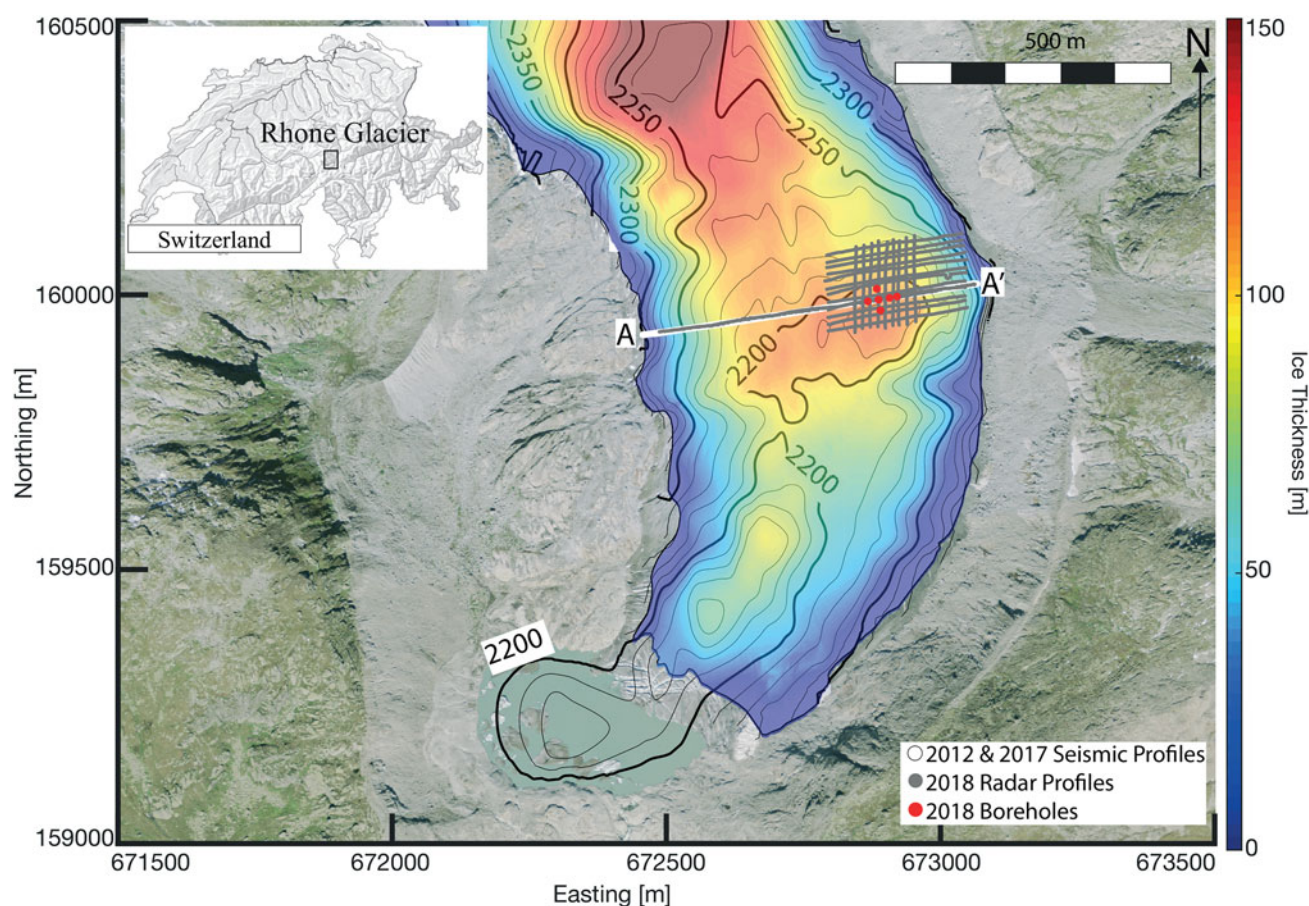 160500
160000
159500
159000
Northing [m]
671500
672000
672500
673000
673500
Easting [m]
Rhone Glacier
Switzerland
2350
2250
2300
2250
2300
500 m
N
150
100
50
0
Ice Thickness [m]
A
A'
2200
2200
2200
2012 & 2017 Seismic Profiles
2018 Radar Profiles
2018 Boreholes